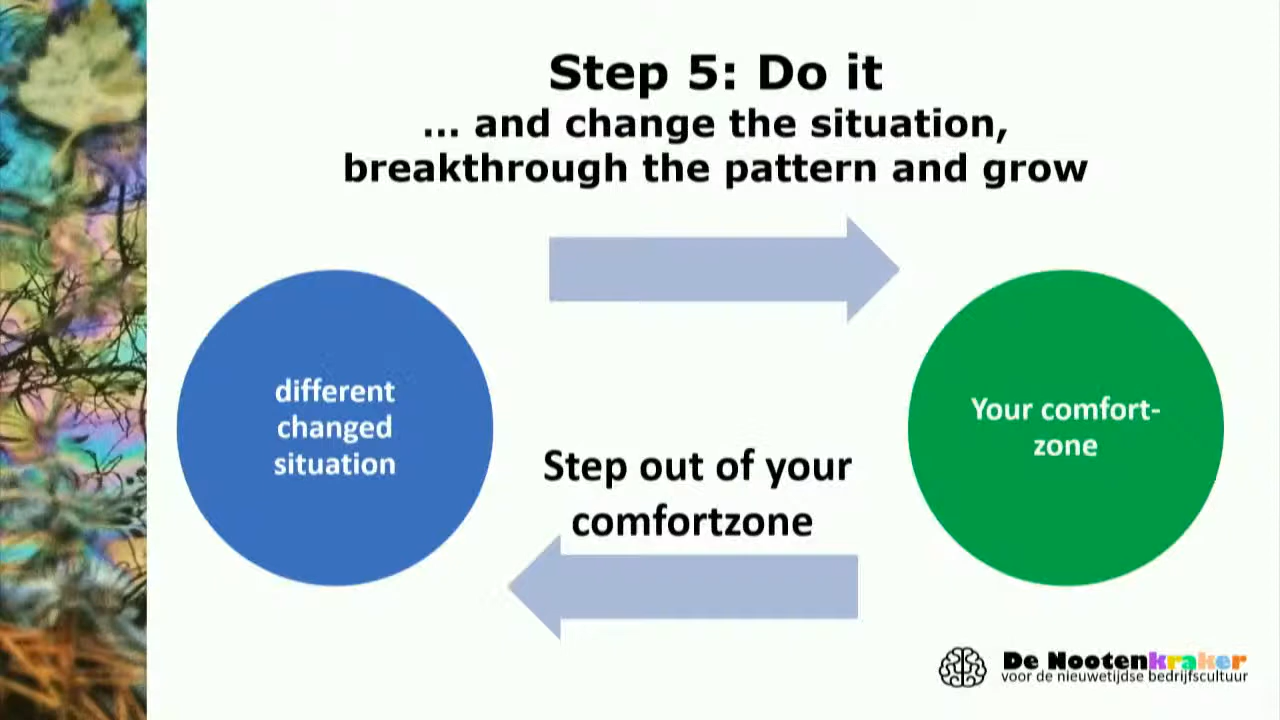 Step 5: Do it
... and change the situation,
breakthrough the pattern and grow
different
changed
situation
Your comfort-
zone
Step out of your
comfortzone
De Nootenkraker
voor de nieuwetijdse bedrijfscultuur